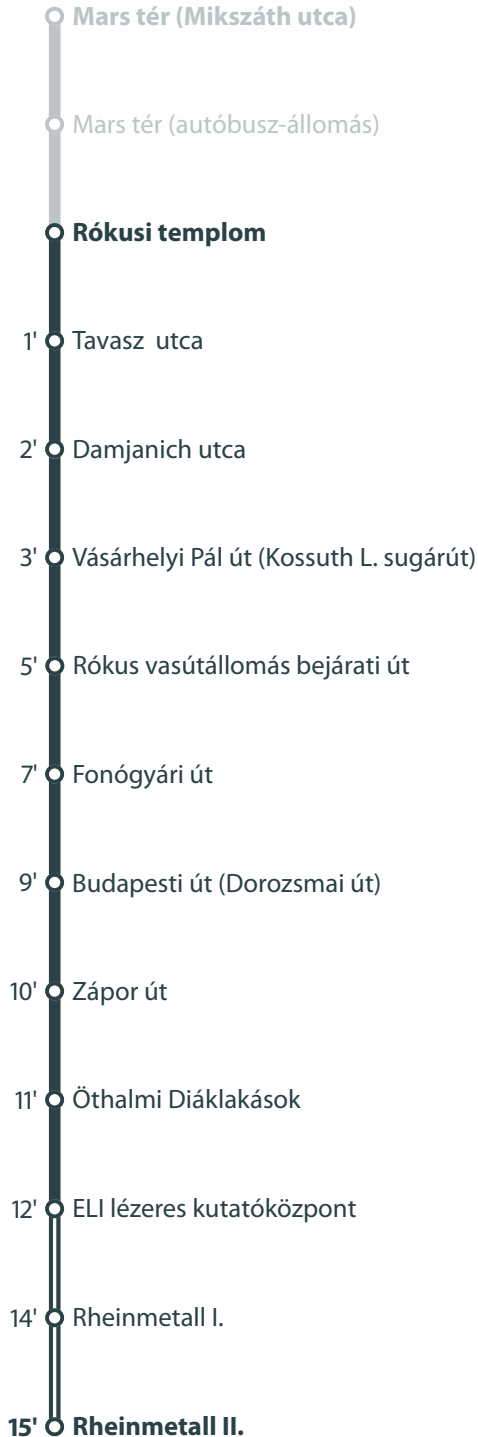 Mars tér (Mikszáth utca)
Mars tér (autóbusz-állomás)
Rókusi templom
1' Tavasz utca
2' Damjanich utca
3' Vásárhelyi Pál út (Kossuth L. sugárút)
5' Rókus vasútállomás bejárati út
7' Fonógyári út
9' Budapesti út (Dorozsmai út)
10' Zápor út
11' Öthalmi Diáklakások
12' ELI lézeres kutatóközpont
14' Rheinmetall I.
15' Rheinmetall II.